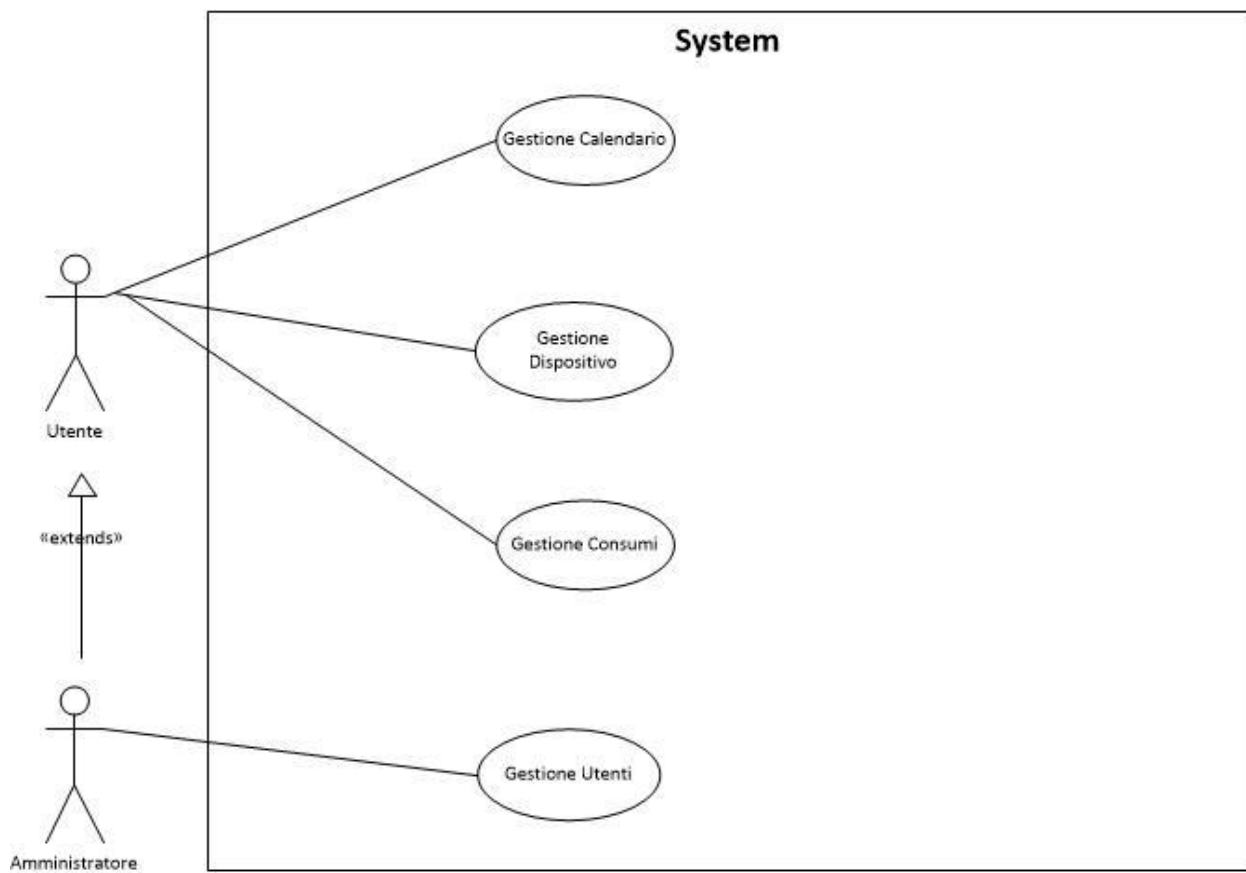 System
Gestione Calendario
Gestione
Dispositivo
Utente
«extends»
Gestione Consumi
Gestione Utenti
Amministratore